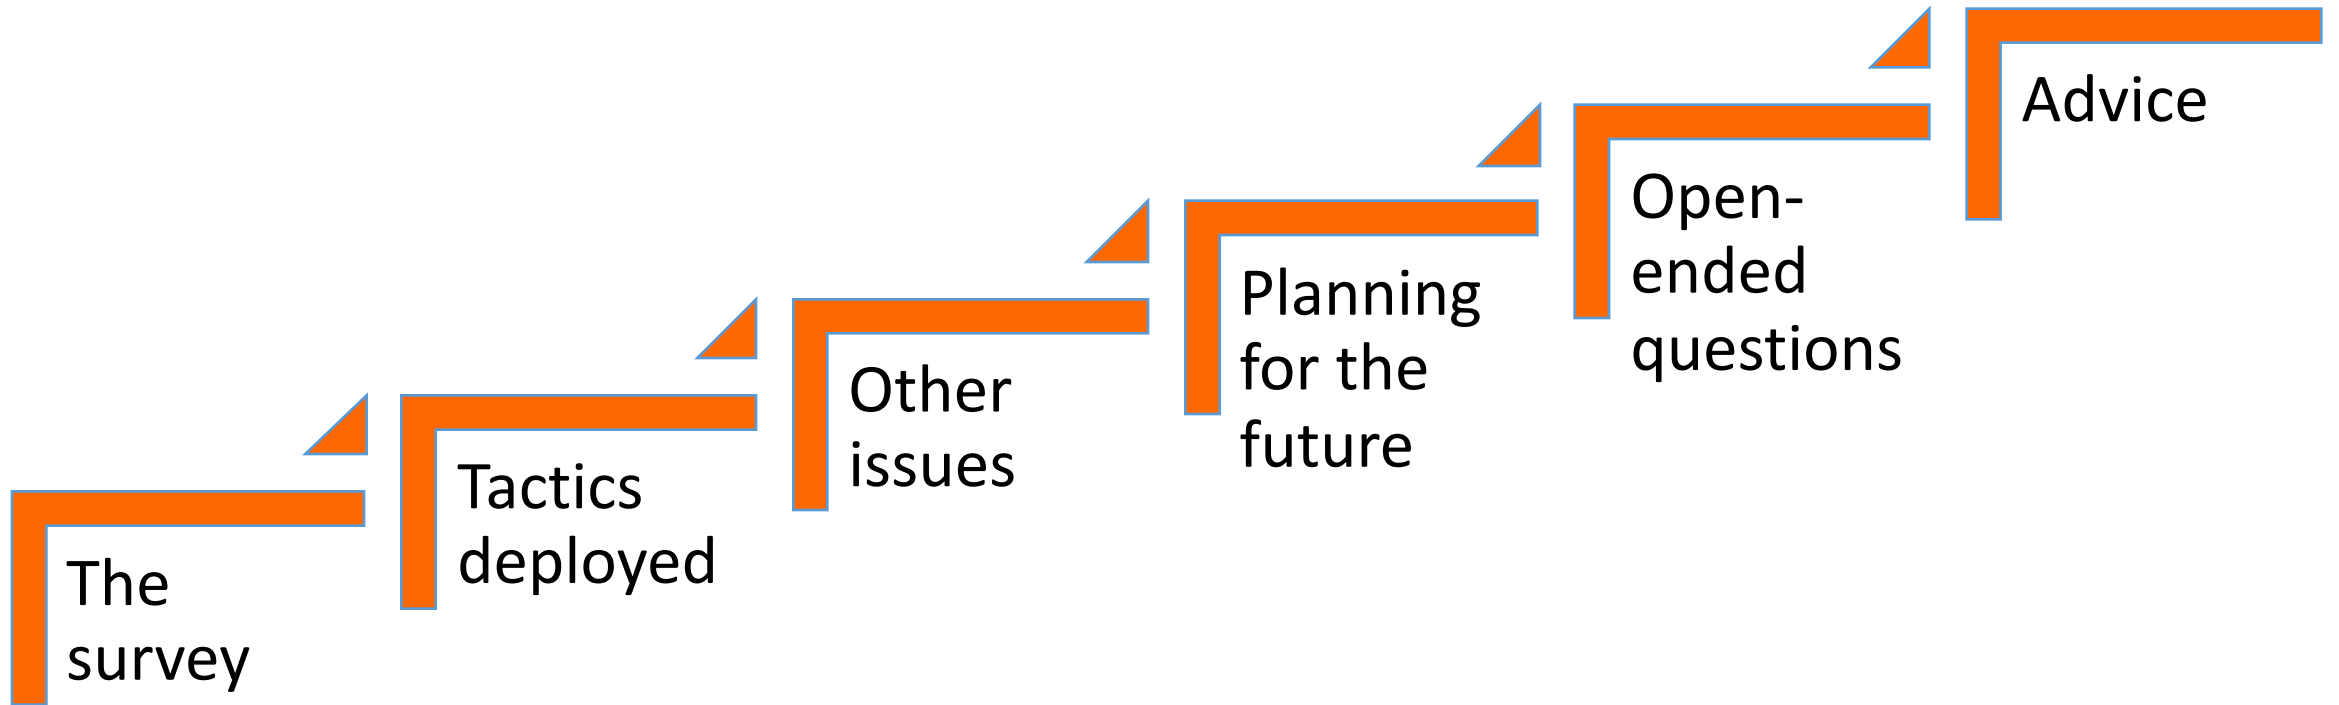 The
survey
Tactics
deployed
Other
issues
Planning
for the
future
Open-
ended
questions
Advice